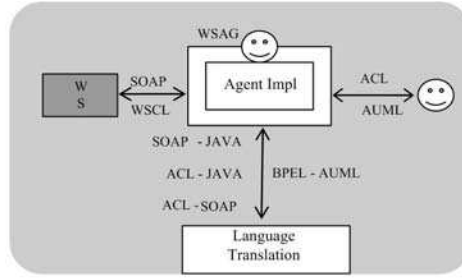 WSAG
W
S
SOAP
WSCL
Agent Impl
ACL
AUML
SOAP - JAVA
ACL - JAVA
BPEL - AUML
ACL - SOAP
Language
Translation